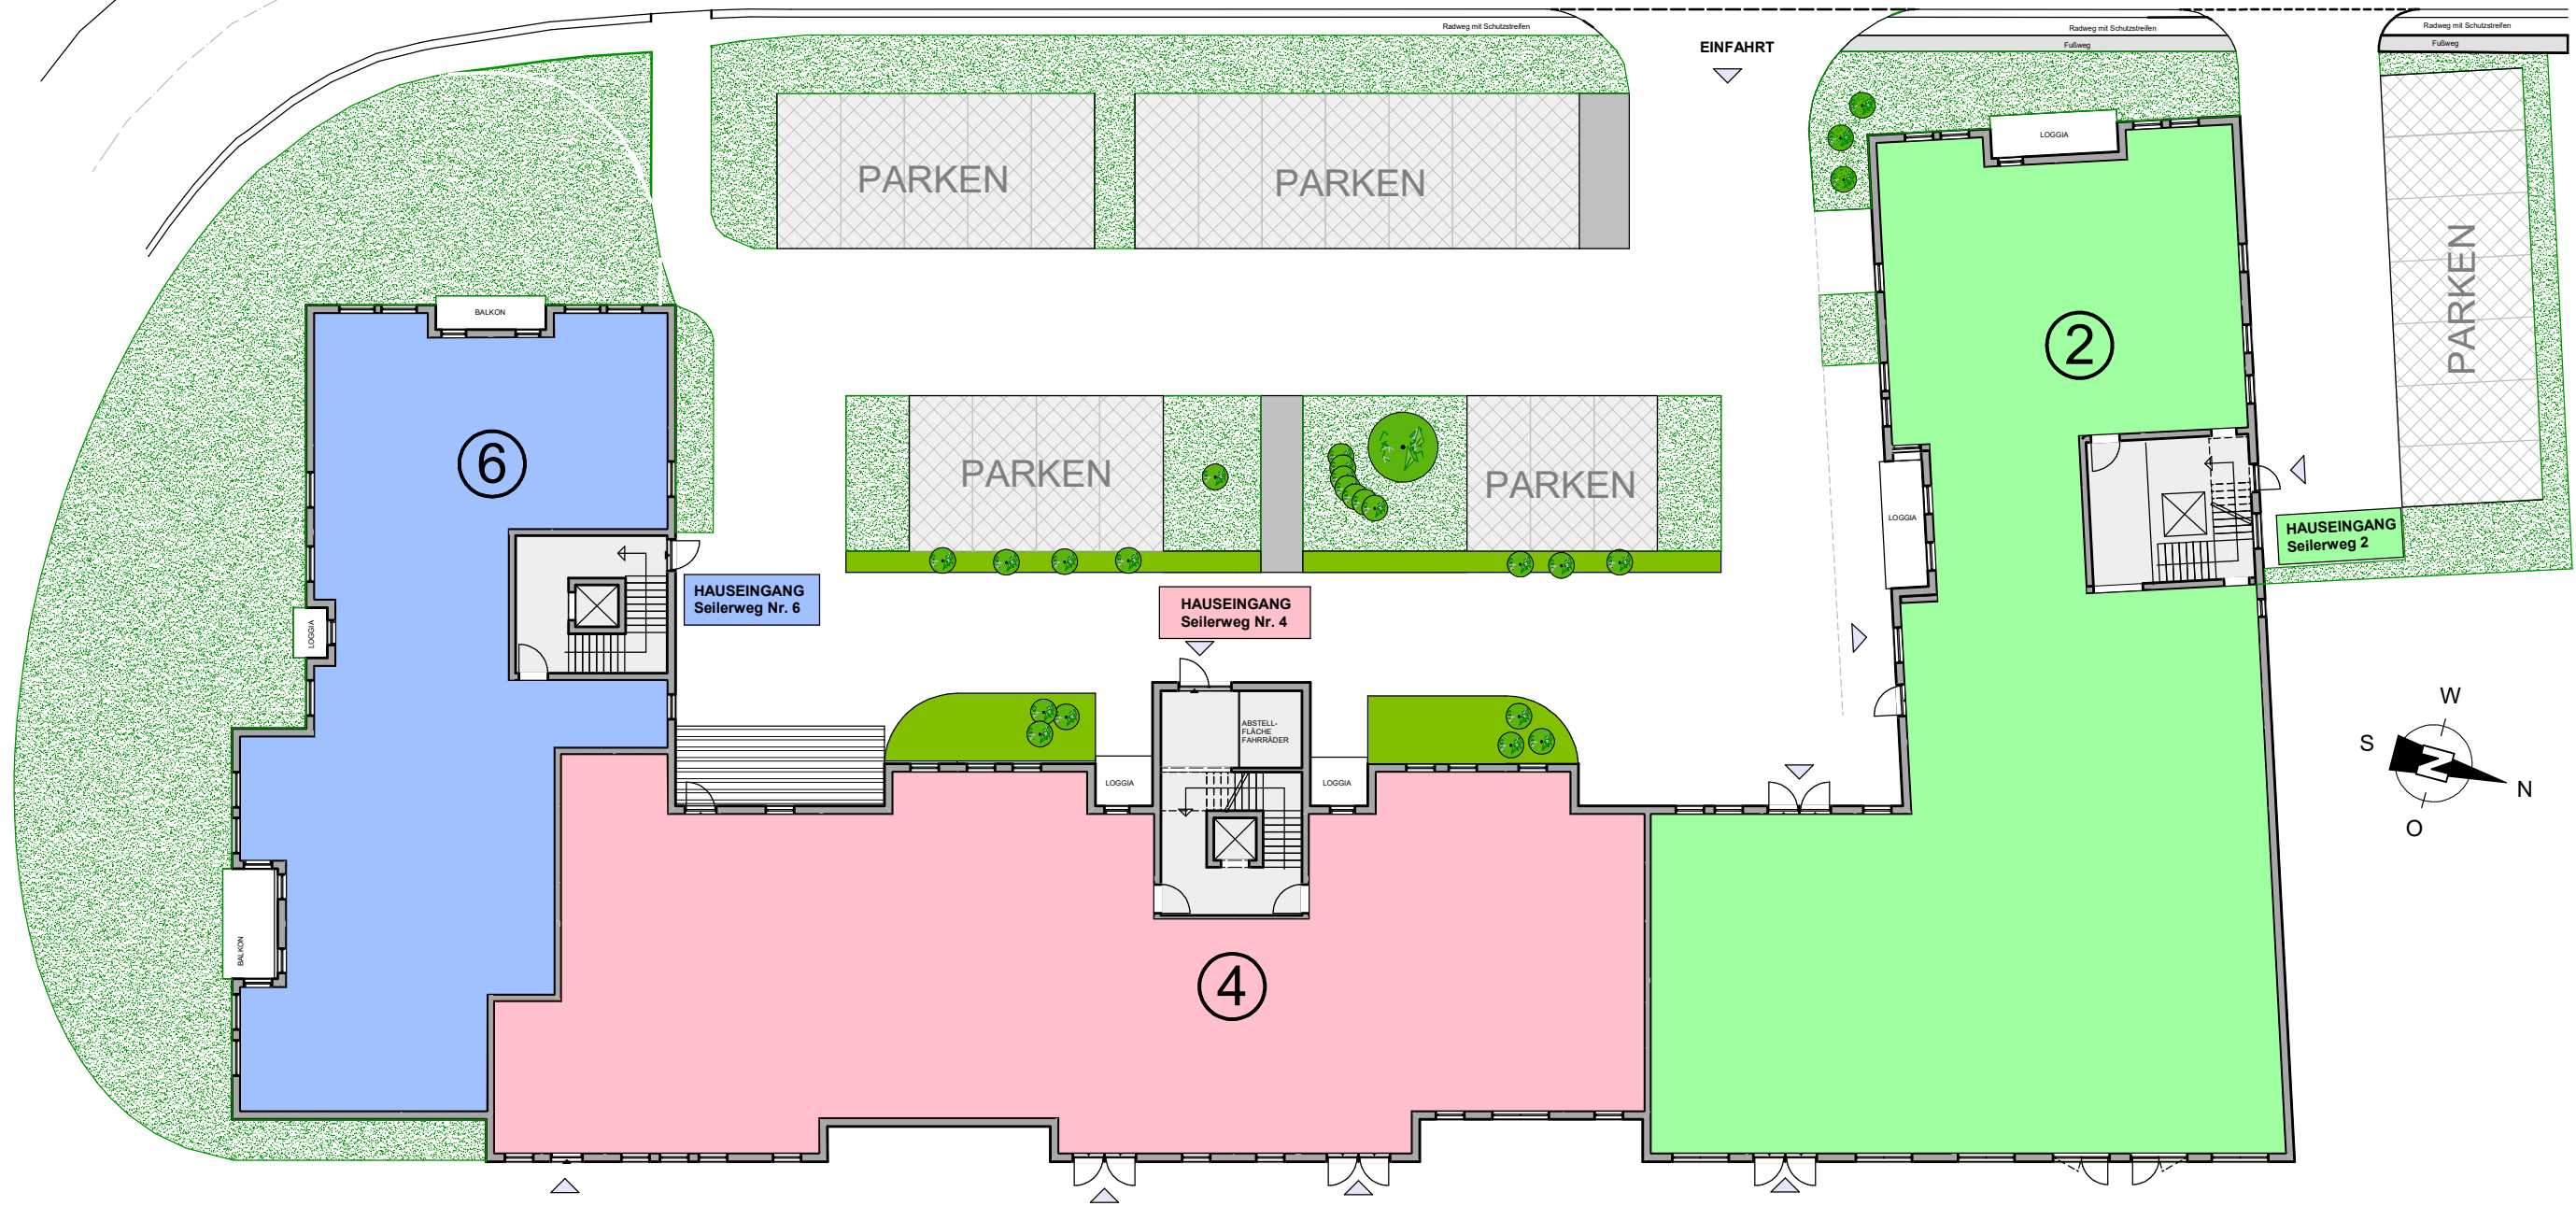 Radweg mit Schutzstreifen
Radweg mit Schutzstreifen
Radweg mit Schutzstreifen
Fußweg
Fußweg
EINFAHRT
LOGGIA
PARKEN
PARKEN
PARKEN
BALKON
2
6
PARKEN
PARKEN
LOGGIA
HAUSEINGANG
Seilerweg 2
HAUSEINGANG
Seilerweg Nr. 6
HAUSEINGANG
Seilerweg Nr. 4
LOGGIA
ABSTELL-
FLÄCHE
FAHRRÄDER
LOGGIA
LOGGIA
W
S
N
N
O
BALKON
4